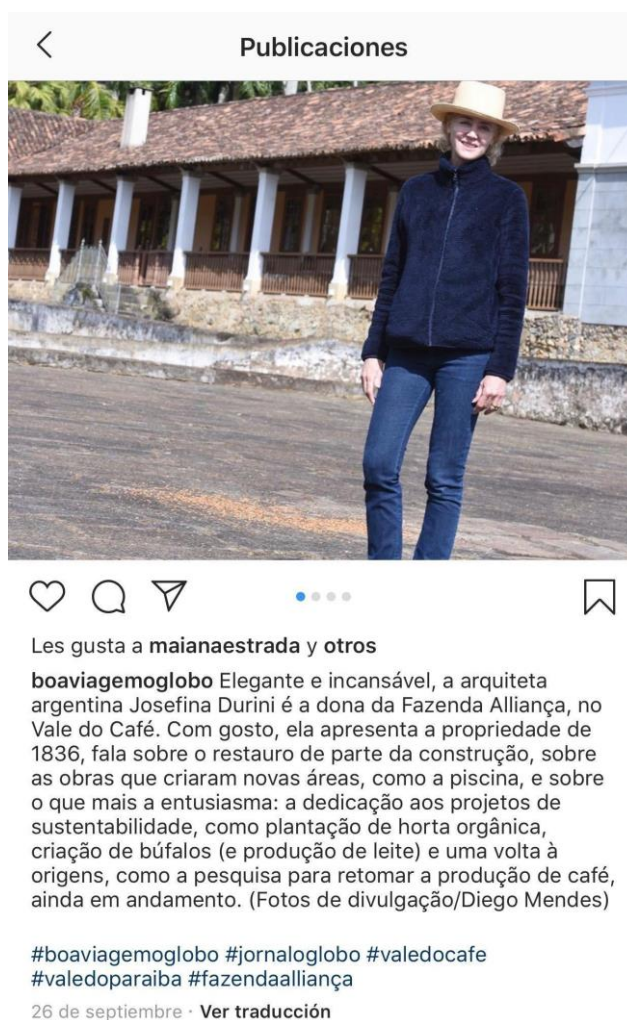 Publicaciones
Les gusta a maianaestrada y otros
boaviagemoglobo Elegante e incansável, a arquiteta
argentina Josefina Durini é a dona da Fazenda Alliança, no
Vale do Café. Com gosto, ela apresenta a propriedade de
1836, fala sobre o restauro de parte da construção, sobre
as obras que criaram novas áreas, como a piscina, e sobre
o que mais a entusiasma: a dedicação aos projetos de
sustentabilidade, como plantação de horta orgânica,
criação de búfalos (e produção de leite) e uma volta à
origens, como a pesquisa para retomar a produção de café,
ainda em andamento. (Fotos de divulgação/Diego Mendes)
#boaviagemoglobo #jornaloglobo #valedocafe
#valedoparaiba #fazendaalliança
26 de septiembre · Ver traducción